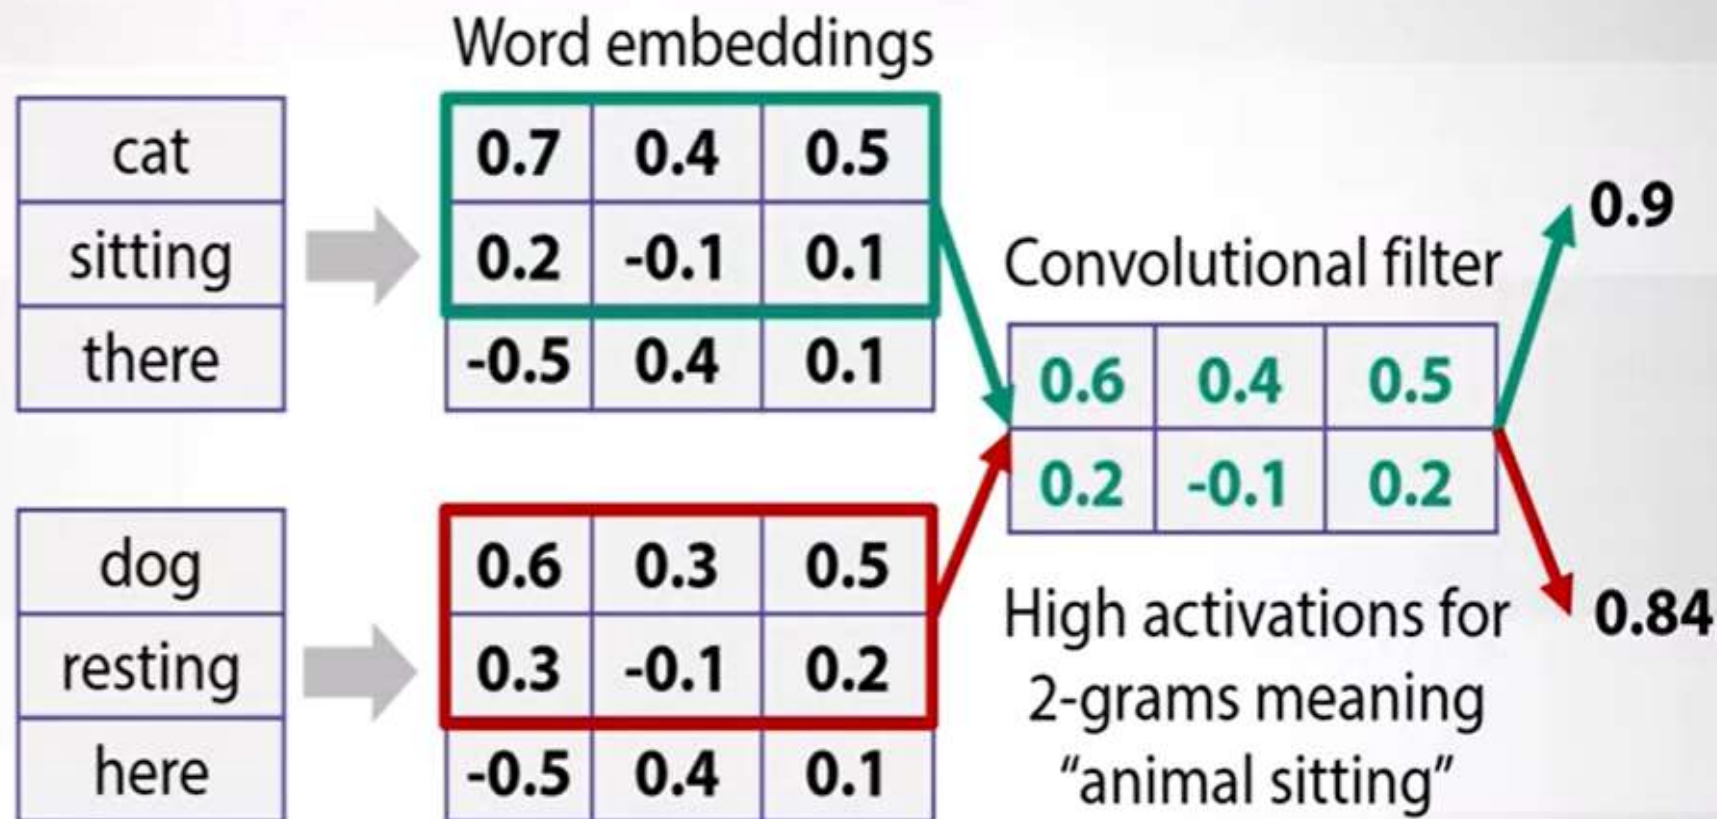 Word embeddings
cat
0.7 0.4 0.5
sitting
0.2 -0.1 0.1
there
-0.5 0.4 0.1
Convolutional filter
0.6 0.4 0.5
0.2 -0.1 0.2
0.9
dog
0.6 0.3 0.5
resting
0.3 -0.1 0.2
here
-0.5 0.4 0.1
High activations for
2-grams meaning
“animal sitting”
0.84